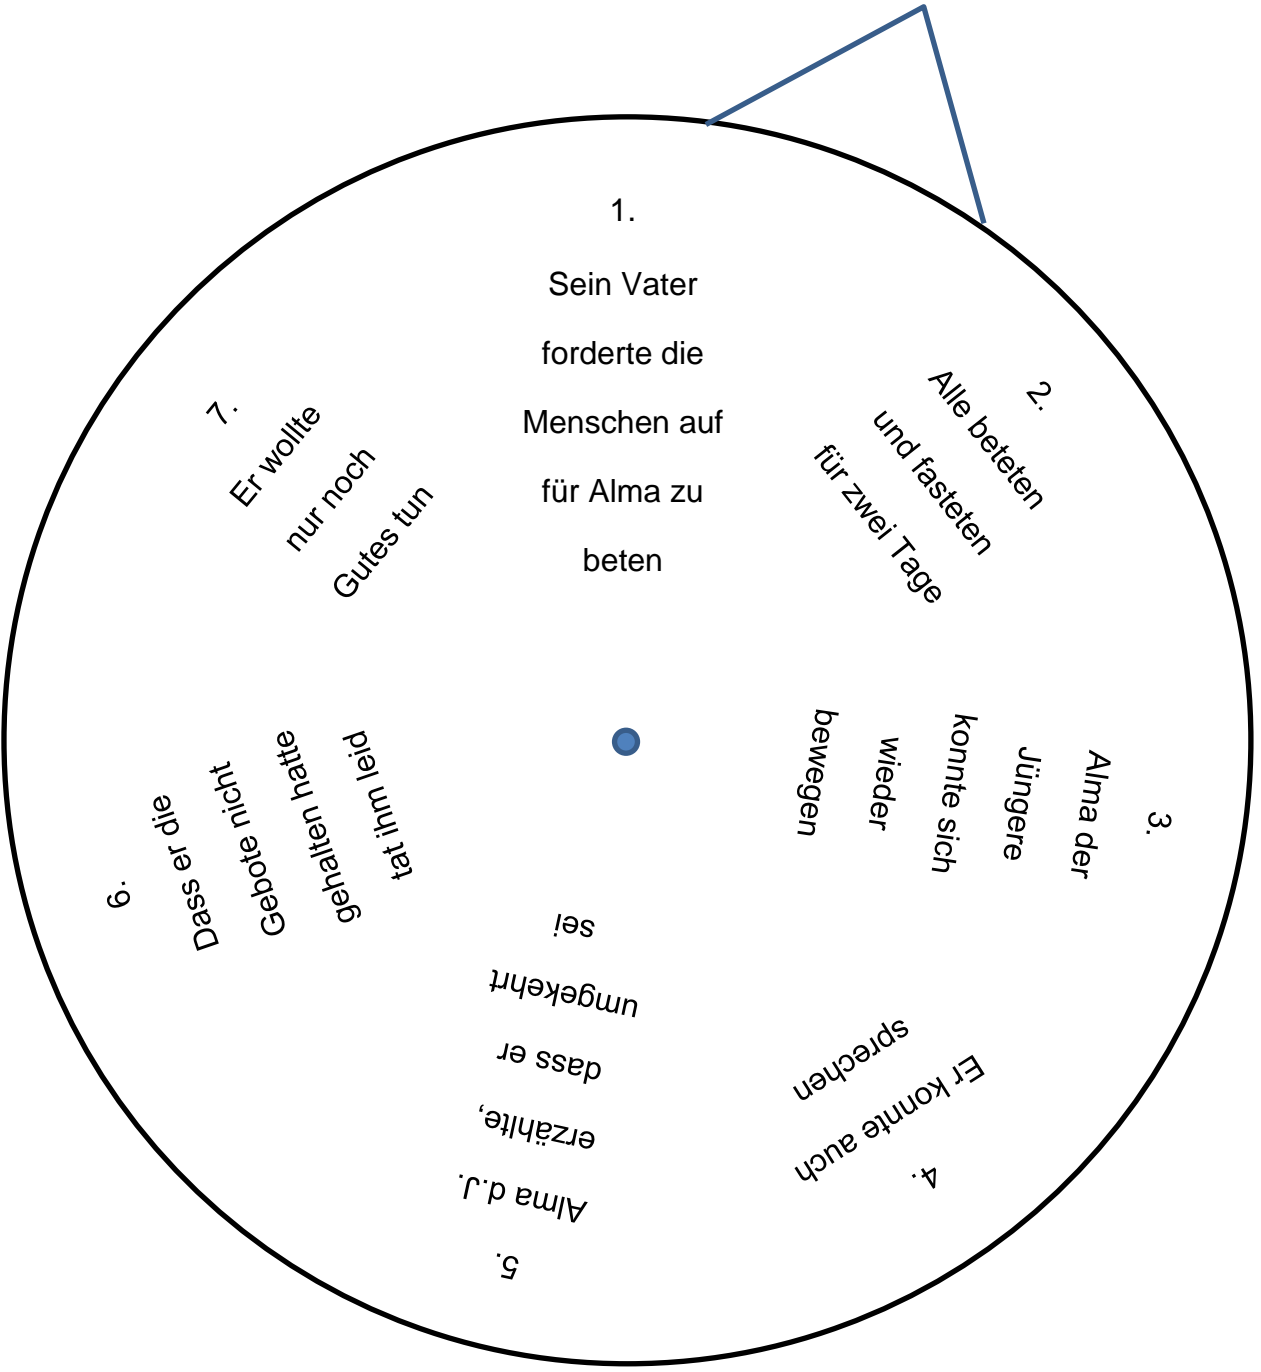 1.
Sein Vater
forderte die
Menschen auf
für Alma zu
beten
2.
Alle beteten
und fasteten
für zwei Tage
3.
Alma der
Jüngere
konnte sich
wieder
bewegen
4.
Er konnte auch
sprechen
5.
Alma d.J.
erzählte,
dass er
umgekehrt
sei
6.
Dass er die
Gebote nicht
gehalten hatte
tat ihm leid
7.
Er wollte
nur noch
Gutes tun